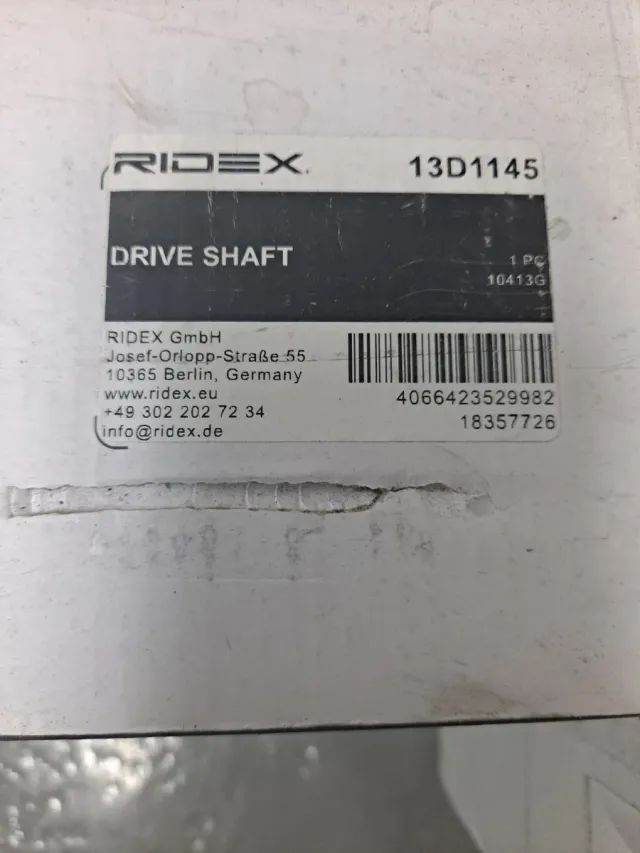 RIDEX
13D1145
DRIVE SHAFT
1 PC
10413G
RIDEX GmbH
Josef-Orlopp-Straße 55
10365 Berlin, Germany
www.ridex.eu
+49 302 202 72 34
info@ridex.de
4066423529982
18357726